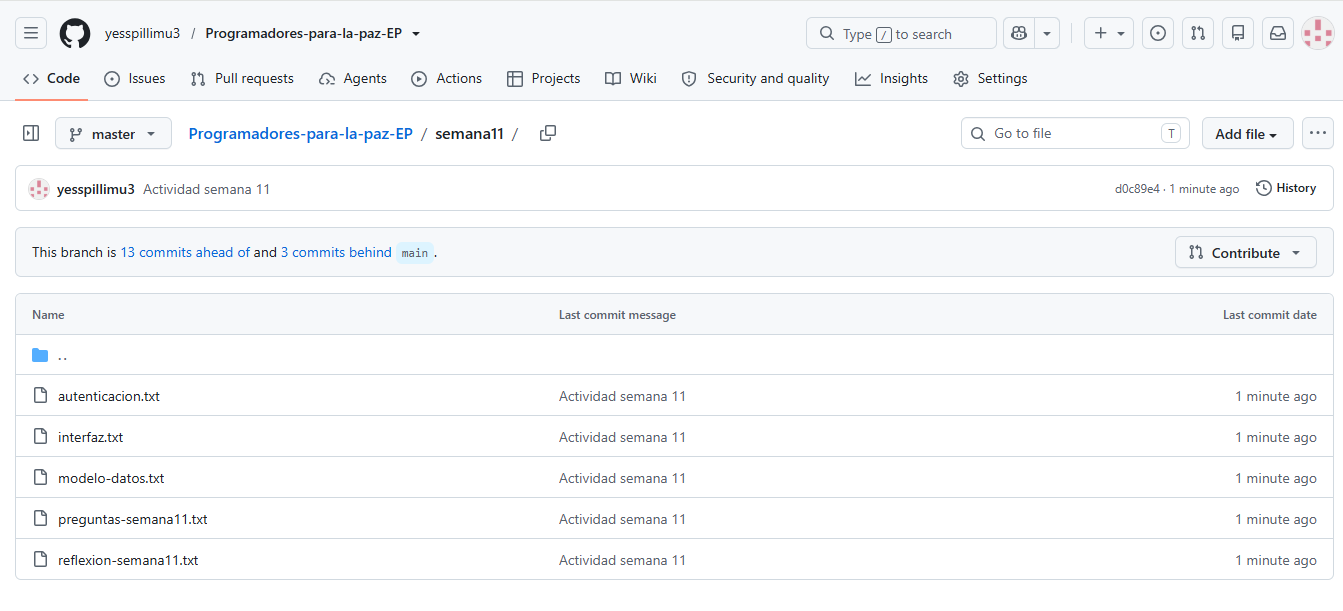 yesspillimu3 / Programadores-para-la-paz-EP Type / to search
Code Issues Pull requests Agents Actions Projects Wiki Security and quality Insights Settings
master Programadores-para-la-paz-EP / semana11 / Go to file T Add file
yesspillimu3 Actividad semana 11 d0c89e4 · 1 minute ago History
This branch is 13 commits ahead of and 3 commits behind main . Contribute
Name Last commit message Last commit date
..
autenticacion.txt Actividad semana 11 1 minute ago
interfaz.txt Actividad semana 11 1 minute ago
modelo-datos.txt Actividad semana 11 1 minute ago
preguntas-semana11.txt Actividad semana 11 1 minute ago
reflexion-semana11.txt Actividad semana 11 1 minute ago